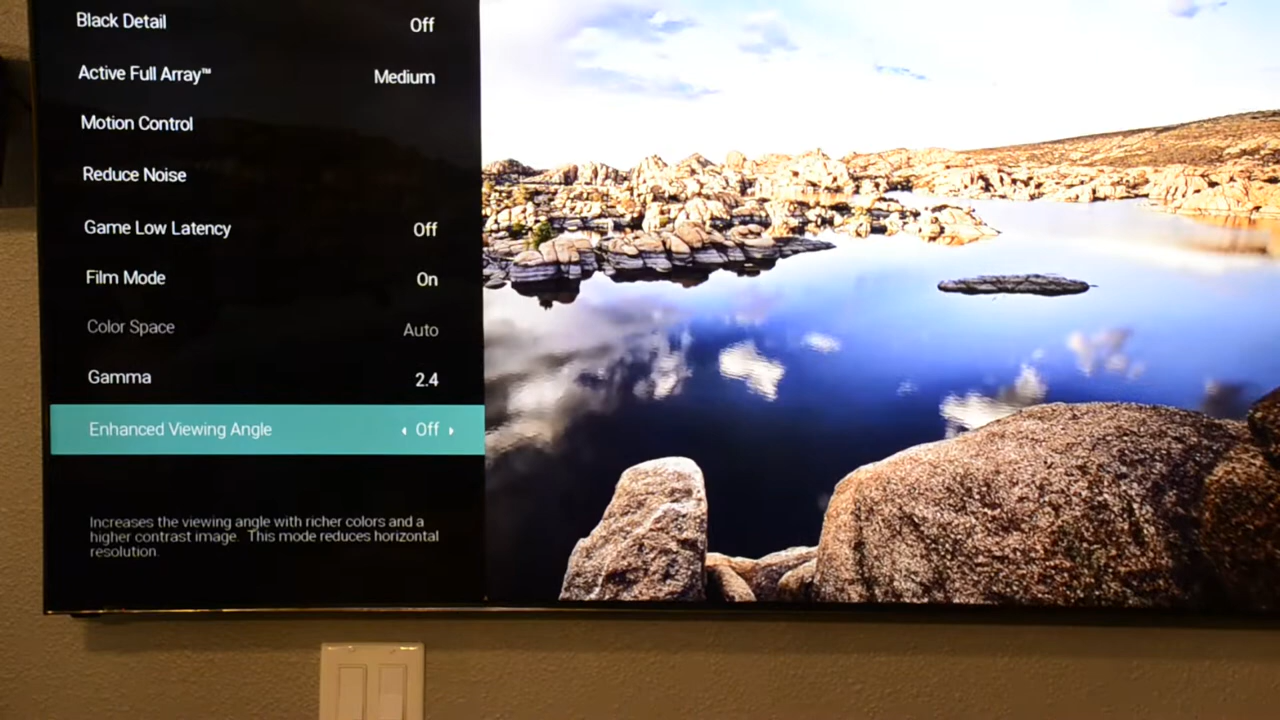 Black Detail Off
Active Full Array™ Medium
Motion Control
Reduce Noise
Game Low Latency Off
Film Mode On
Color Space Auto
Gamma 2.4
Enhanced Viewing Angle Off
Increases the viewing angle with richer colors and a
higher contrast image. This mode reduces horizontal
resolution.